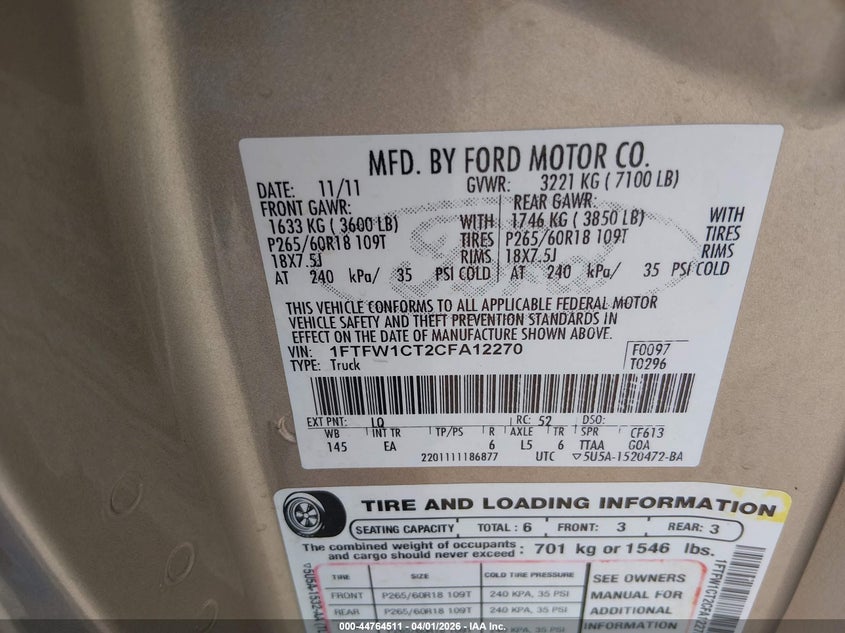 MFD. BY FORD MOTOR CO.
DATE: 11/11 GVWR: 3221 KG ( 7100 LB)
FRONT GAWR: REAR GAWR:
1633 KG ( 3600 LB) WITH 1746 KG ( 3850 LB) WITH
P265/60R18 109T TIRES P265/60R18 109T TIRES
18X7.5J RIMS 18X7.5J RIMS
AT 240 kPa/ 35 PSI COLD AT 240 kPa/ 35 PSI COLD
THIS VEHICLE CONFORMS TO ALL APPLICABLE FEDERAL MOTOR
VEHICLE SAFETY AND THEFT PREVENTION STANDARDS IN
EFFECT ON THE DATE OF MANUFACTURE SHOWN ABOVE.
VIN: 1FTFW1CT2CFA12270 F0097
TYPE: Truck T0296
EXT PNT: LQ RC: 52 DSO:
WB INT TR TP/PS R AXLE TR SPR CF613
145 EA 6 L5 6 TTAA GOA
2201111186877 UTC ▽5U5A-1520472-BA
TIRE AND LOADING INFORMATION
SEATING CAPACITY TOTAL : 6 FRONT: 3 REAR: 3
The combined weight of occupants
and cargo should never exceed : 701 kg or 1546 lbs.
TIRE SIZE COLD TIRE PRESSURE SEE OWNERS
FRONT P265/60R18 109T 240 KPA, 35 PSI MANUAL FOR
REAR P265/60R18 109T 240 KPA, 35 PSI ADDITIONAL
35 PSI INFORMATION
000-44764511 - 04/01/2026 - IAA Inc.